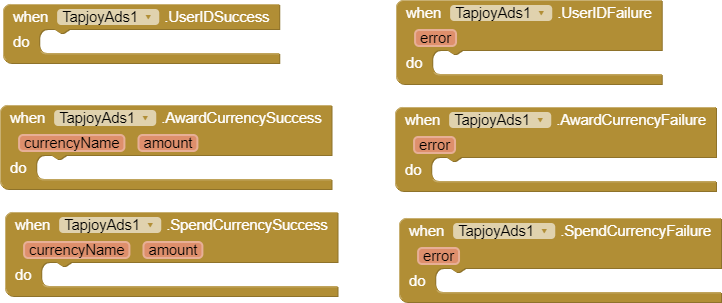 when TapjoyAds1 .UserIDSuccess
do
when TapjoyAds1 .UserIDFailure
error
do
when TapjoyAds1 .AwardCurrencySuccess
currencyName amount
do
when TapjoyAds1 .AwardCurrencyFailure
error
do
when TapjoyAds1 .SpendCurrencySuccess
currencyName amount
do
when TapjoyAds1 .SpendCurrencyFailure
error
do